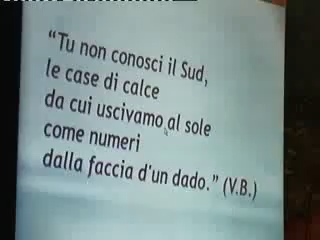 “Tu non conosci il Sud,
le case di calce
da cui uscivamo al sole
come numeri
dalla faccia d'un dado.” (V.B.)